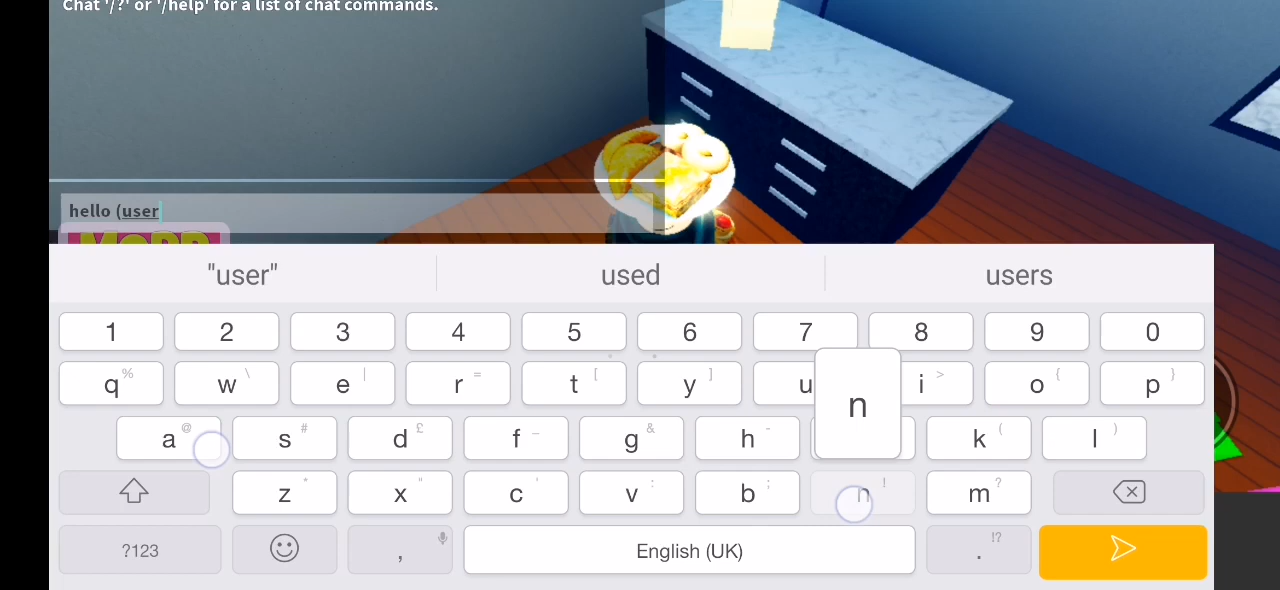 Chat '/?' or '/help' for a list of chat commands.
hello (user
"user" used users
1 2 3 4 5 6 7 8 9 0
q % w \ e | r = t [ y ] u i > o { p }
n
a @ s # d £ f _ g & h - k ( l )
z * x " c ' v : b ; n ! m ?
?123 , English (UK) . !?